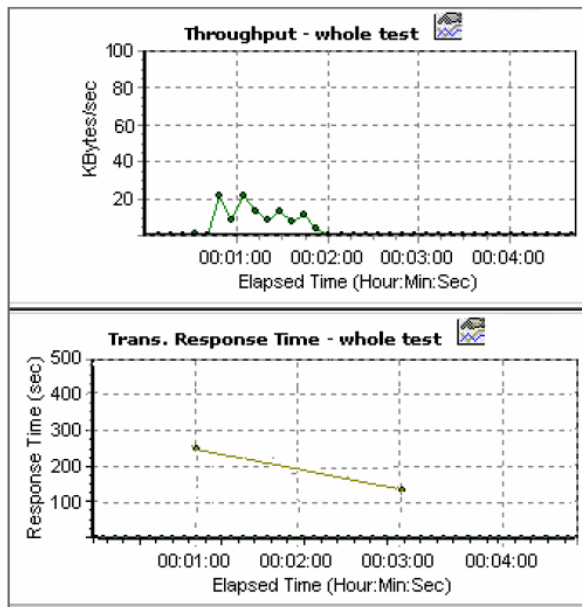 Throughput - whole test
KBytes/sec
100
80
60
40
20
00:01:00 00:02:00 00:03:00 00:04:00
Elapsed Time (Hour:Min:Sec)
Trans. Response Time - whole test
Response Time (sec)
500
400
300
200
100
00:01:00 00:02:00 00:03:00 00:04:00
Elapsed Time (Hour:Min:Sec)